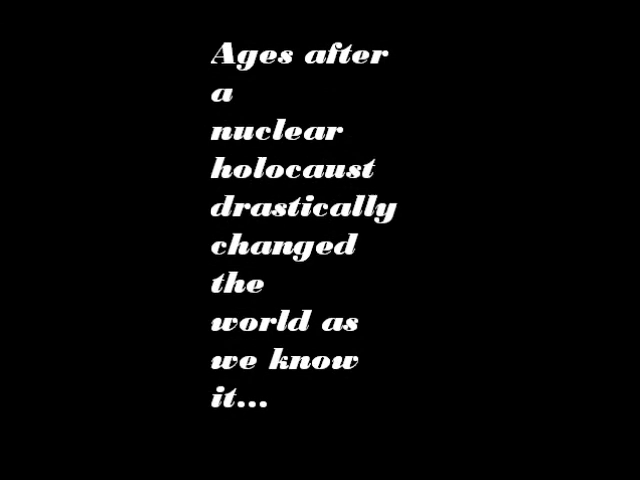 Ages after
a
nuclear
holocaust
drastically
changed
the
world as
we know
it...